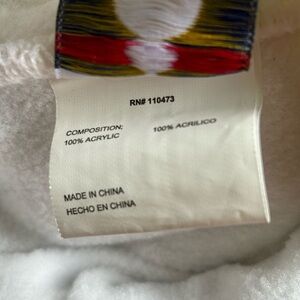 RN# 110473
COMPOSITION; 100% ACRILICO
100% ACRYLIC
MADE IN CHINA
HECHO EN CHINA